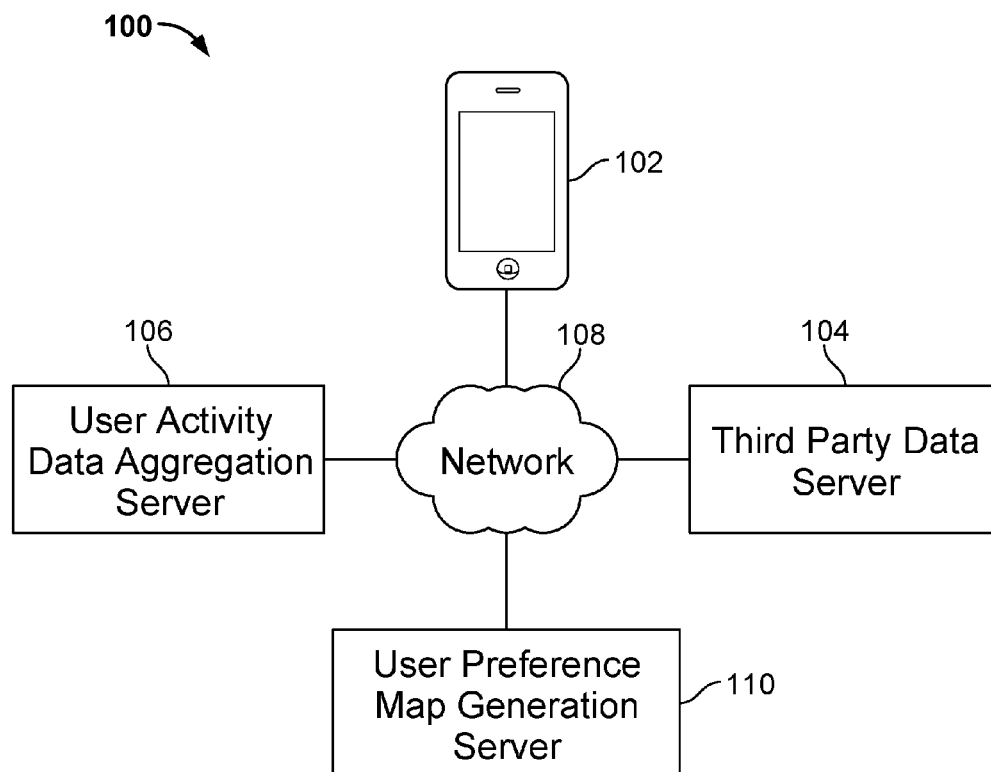 100
102
106
108
104
User Activity
Data Aggregation
Server
Network
Third Party Data
Server
User Preference
Map Generation
Server
110